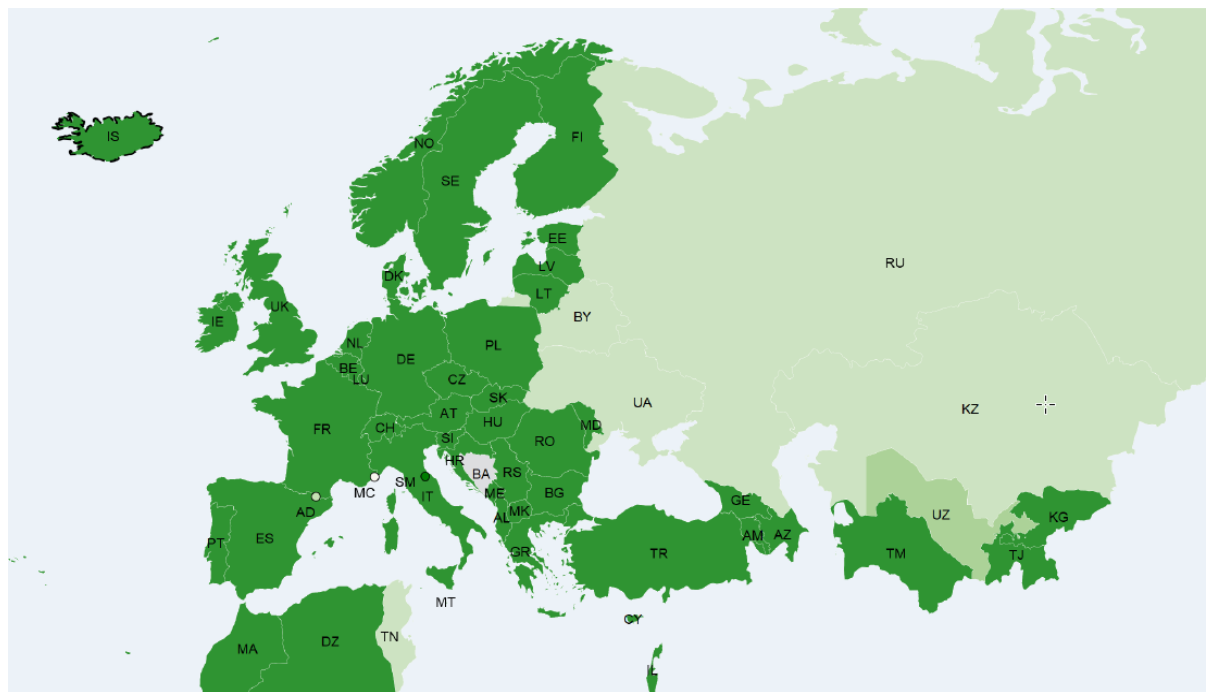 IS
NO
FI
SE
EE
RU
LV
DK
LT
UK
IE
BY
NL
PL
BE
DE
LU
CZ
SK
UA
KZ
AT
FR
CH
HU
MD
SI
RO
HR
BA
RS
MC
SM
IT
ME
BG
GE
AD
MK
AL
UZ
KG
PT
ES
GR
TR
AM
AZ
TM
TJ
MT
CY
TN
MA
DZ
IL